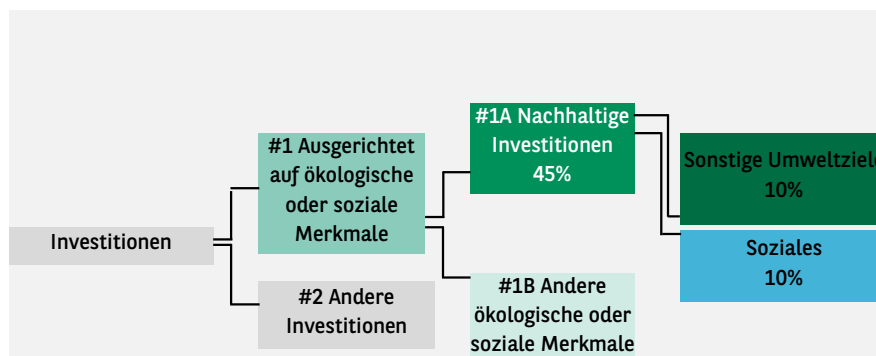 Investitionen
#1 Ausgerichtet
auf ökologische
oder soziale
Merkmale
#2 Andere
Investitionen
#1A Nachhaltige
Investitionen
45%
#1B Andere
ökologische oder
soziale Merkmale
Sonstige Umweltziele
10%
Soziales
10%